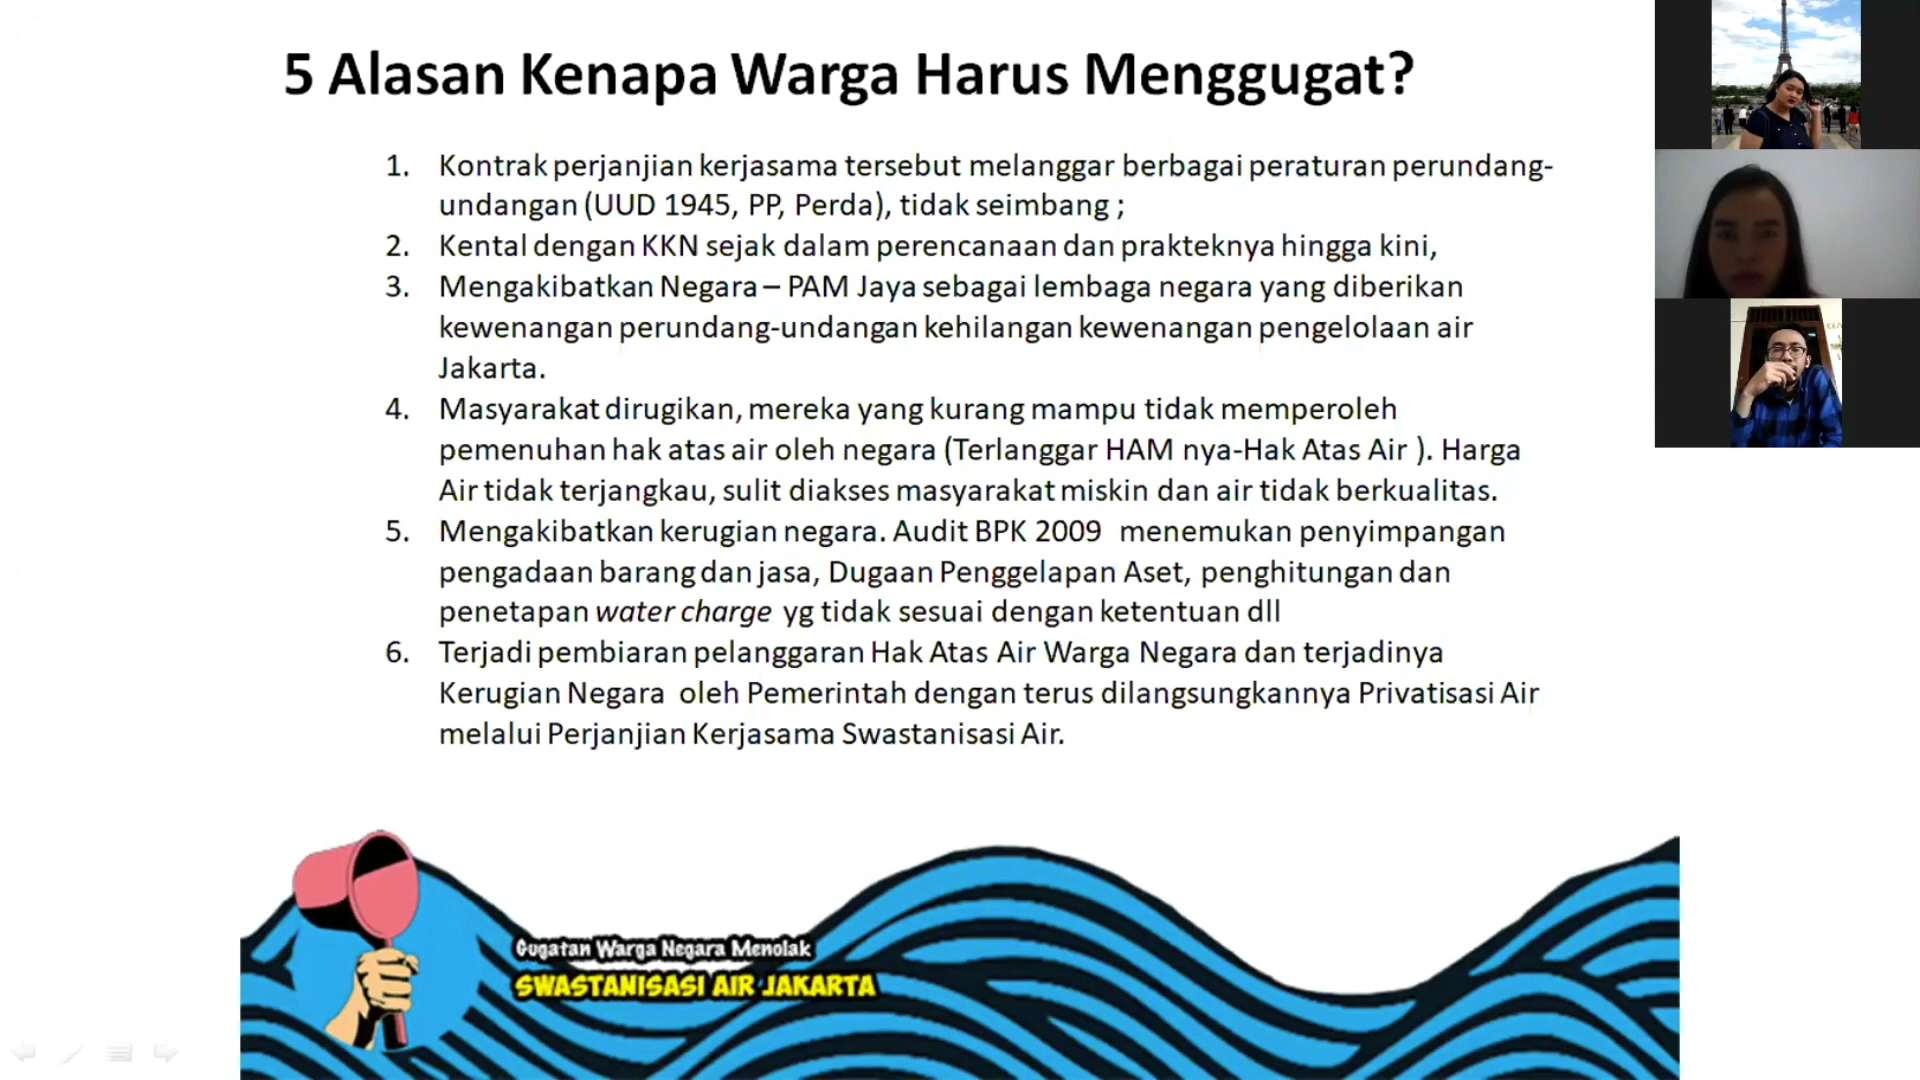 5 Alasan Kenapa Warga Harus Menggugat?
1. Kontrak perjanjian kerjasama tersebut melanggar berbagai peraturan perundang-
undangan (UUD 1945, PP, Perda), tidak seimbang ;
2. Kental dengan KKN sejak dalam perencanaan dan prakteknya hingga kini,
3. Mengakibatkan Negara – PAM Jaya sebagai lembaga negara yang diberikan
kewenangan perundang-undangan kehilangan kewenangan pengelolaan air
Jakarta.
4. Masyarakat dirugikan, mereka yang kurang mampu tidak memperoleh
pemenuhan hak atas air oleh negara (Terlanggar HAM nya-Hak Atas Air ). Harga
Air tidak terjangkau, sulit diakses masyarakat miskin dan air tidak berkualitas.
5. Mengakibatkan kerugian negara. Audit BPK 2009 menemukan penyimpangan
pengadaan barang dan jasa, Dugaan Penggelapan Aset, penghitungan dan
penetapan water charge yg tidak sesuai dengan ketentuan dll
6. Terjadi pembiaran pelanggaran Hak Atas Air Warga Negara dan terjadinya
Kerugian Negara oleh Pemerintah dengan terus dilangsungkannya Privatisasi Air
melalui Perjanjian Kerjasama Swastanisasi Air.
Gugatan Warga Negara Menolak
SWASTANISASI AIR JAKARTA